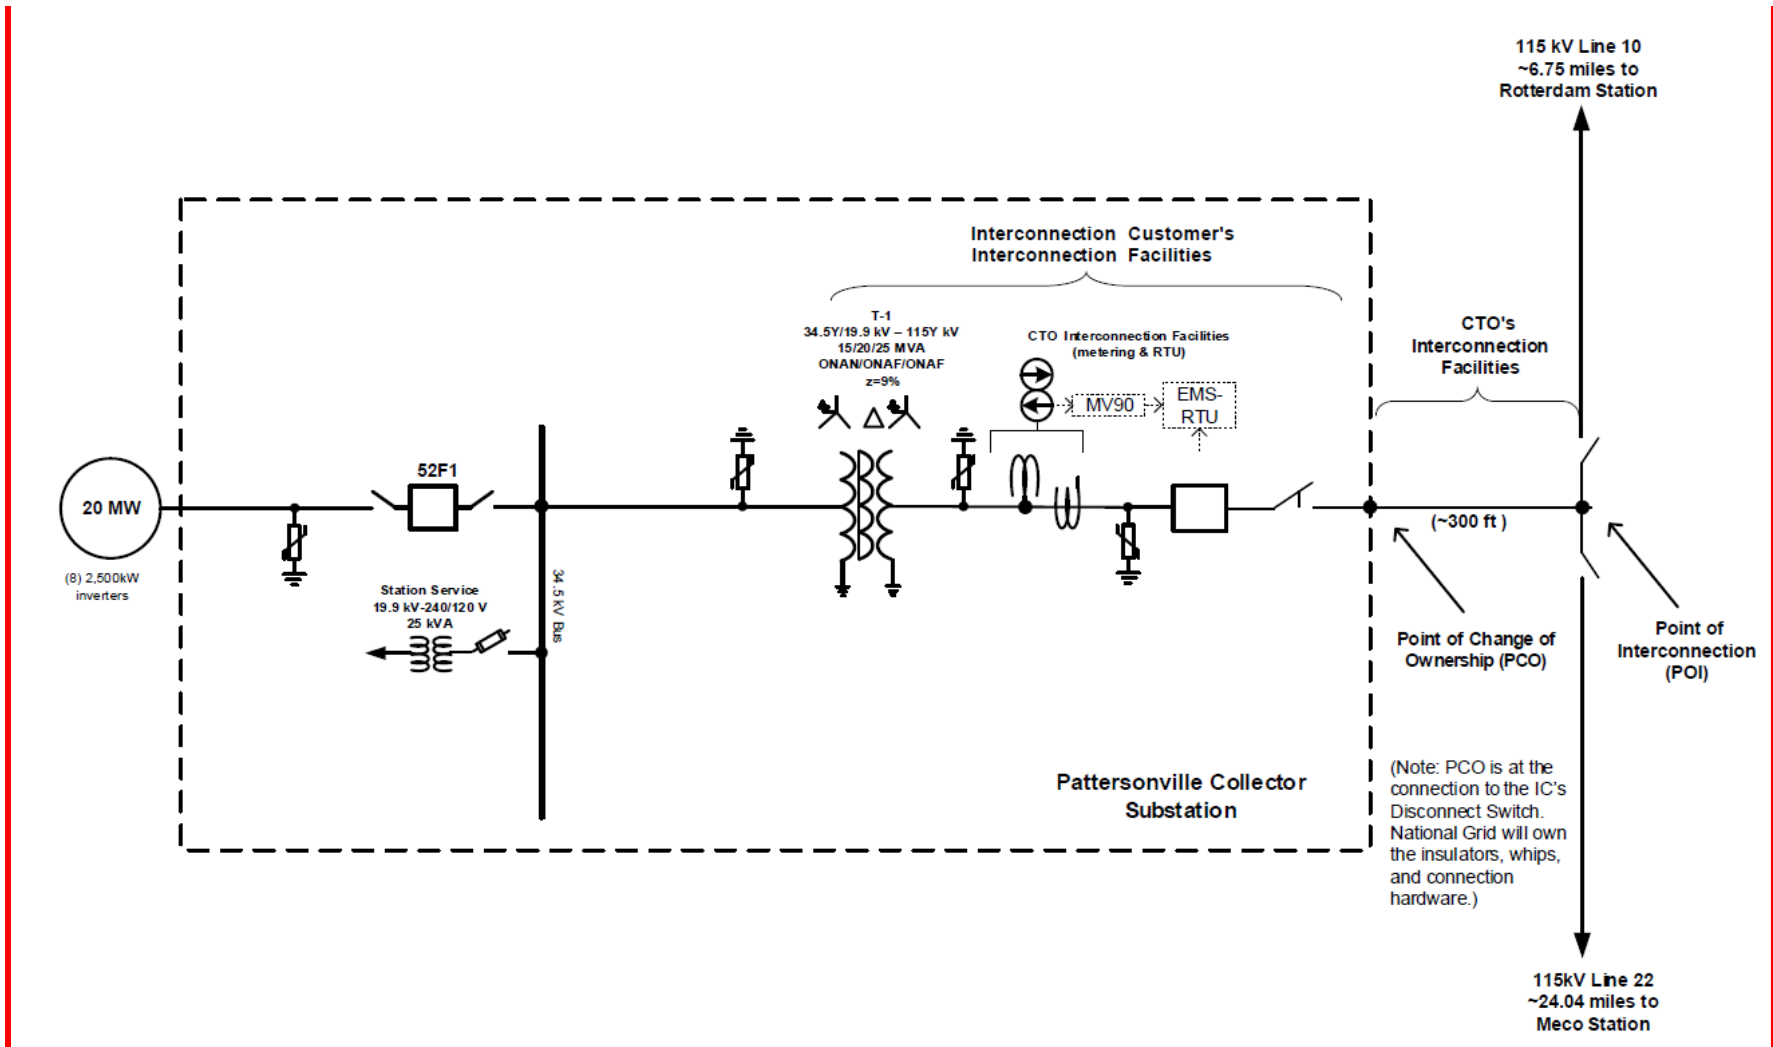 115 kV Line 10
~6.75 miles to
Rotterdam Station
Interconnection Customer's
Interconnection Facilities
T-1
34.5Y/19.9 kV – 115Y kV
15/20/25 MVA
ONAN/ONAF/ONAF
z=9%
CTO Interconnection Facilities
(metering & RTU)
MV90
EMS-
RTU
CTO's
Interconnection
Facilities
52F1
20 MW
(8) 2,500kW
inverters
(~300 ft )
Station Service
19.9 kV-240/120 V
25 kVA
34.5 kV Bus
Point of Change of
Ownership (PCO)
Point of
Interconnection
(POI)
Pattersonville Collector
Substation
(Note: PCO is at the
connection to the IC's
Disconnect Switch.
National Grid will own
the insulators, whips,
and connection
hardware.)
115kV Line 22
~24.04 miles to
Meco Station